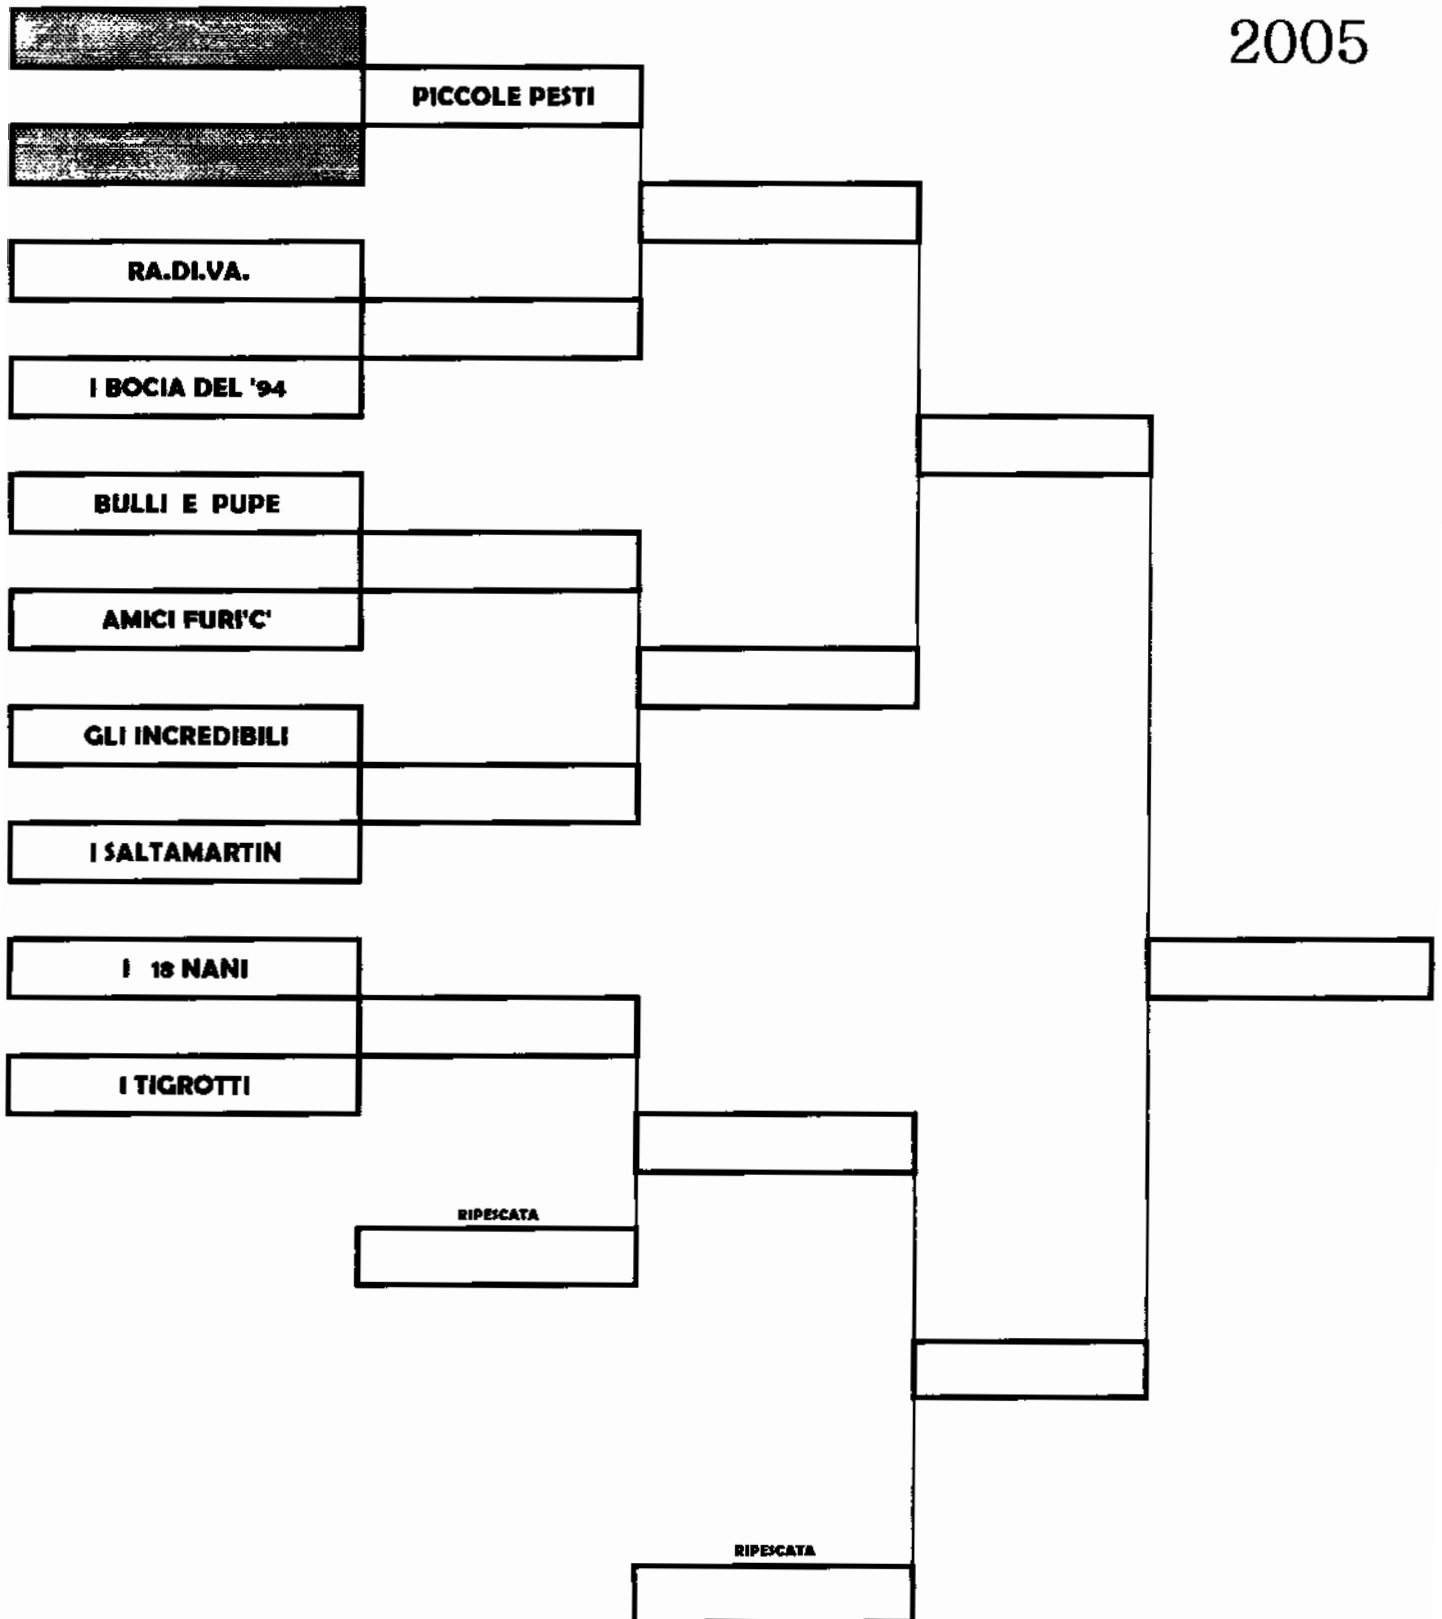 2005
PICCOLE PESTI
RA.DI.VA.
I BOCIA DEL '94
BULLI E PUPE
AMICI FURI'C'
GLI INCREDIBILI
I SALTAMARTIN
I 18 NANI
I TIGROTTI
RIPESCATA
RIPESCATA